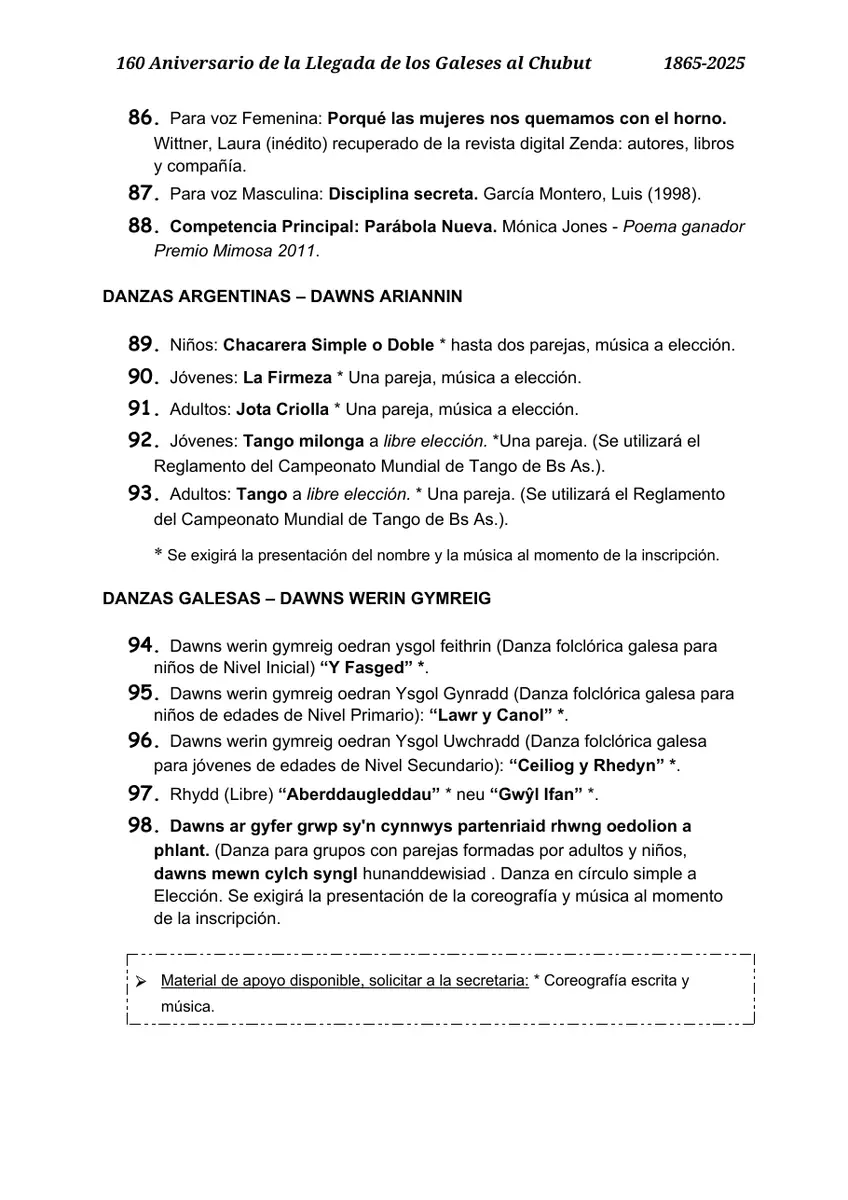 160 Aniversario de la Llegada de los Galeses al Chubut 1865-2025
86. Para voz Femenina: Porqué las mujeres nos quemamos con el horno.
Wittner, Laura (inédito) recuperado de la revista digital Zenda: autores, libros
y compañía.
87. Para voz Masculina: Disciplina secreta. García Montero, Luis (1998).
88. Competencia Principal: Parábola Nueva. Mónica Jones - Poema ganador
Premio Mimosa 2011.
DANZAS ARGENTINAS – DAWNS ARIANNIN
89. Niños: Chacarera Simple o Doble * hasta dos parejas, música a elección.
90. Jóvenes: La Firmeza * Una pareja, música a elección.
91. Adultos: Jota Criolla * Una pareja, música a elección.
92. Jóvenes: Tango milonga a libre elección. *Una pareja. (Se utilizará el
Reglamento del Campeonato Mundial de Tango de Bs As.).
93. Adultos: Tango a libre elección. * Una pareja. (Se utilizará el Reglamento
del Campeonato Mundial de Tango de Bs As.).
* Se exigirá la presentación del nombre y la música al momento de la inscripción.
DANZAS GALESAS – DAWNS WERIN GYMREIG
94. Dawns werin gymreig oedran ysgol feithrin (Danza folclórica galesa para
niños de Nivel Inicial) “Y Fasged” *.
95. Dawns werin gymreig oedran Ysgol Gynradd (Danza folclórica galesa para
niños de edades de Nivel Primario): “Lawr y Canol” *.
96. Dawns werin gymreig oedran Ysgol Uwchradd (Danza folclórica galesa
para jóvenes de edades de Nivel Secundario): “Ceiliog y Rhedyn” *.
97. Rhydd (Libre) “Aberddaugleddau” * neu “Gwŷl Ifan” *.
98. Dawns ar gyfer grwp sy'n cynnwys partenriaid rhwng oedolion a
phlant. (Danza para grupos con parejas formadas por adultos y niños,
dawns mewn cylch syngl hunanddewisiad . Danza en círculo simple a
Elección. Se exigirá la presentación de la coreografía y música al momento
de la inscripción.
➢ Material de apoyo disponible, solicitar a la secretaria: * Coreografía escrita y
música.